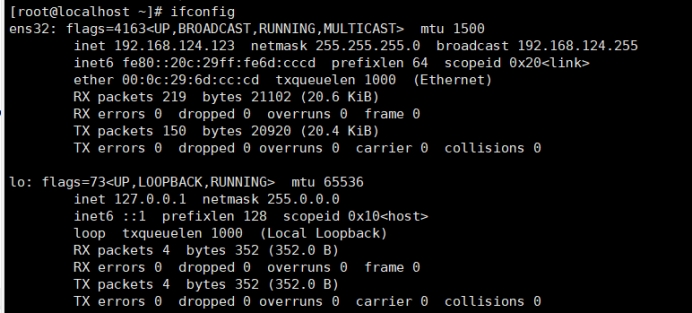 [root@localhost ~]# ifconfig
ens32: flags=4163<UP,BROADCAST,RUNNING,MULTICAST>  mtu 1500
        inet 192.168.124.123  netmask 255.255.255.0  broadcast 192.168.124.255
        inet6 fe80::20c:29ff:fe6d:cccd  prefixlen 64  scopeid 0x20<link>
        ether 00:0c:29:6d:cc:cd  txqueuelen 1000  (Ethernet)
        RX packets 219  bytes 21102 (20.6 KiB)
        RX errors 0  dropped 0  overruns 0  frame 0
        TX packets 150  bytes 20920 (20.4 KiB)
        TX errors 0  dropped 0 overruns 0  carrier 0  collisions 0
lo: flags=73<UP,LOOPBACK,RUNNING>  mtu 65536
        inet 127.0.0.1  netmask 255.0.0.0
        inet6 ::1  prefixlen 128  scopeid 0x10<host>
        loop  txqueuelen 1000  (Local Loopback)
        RX packets 4  bytes 352 (352.0 B)
        RX errors 0  dropped 0  overruns 0  frame 0
        TX packets 4  bytes 352 (352.0 B)
        TX errors 0  dropped 0 overruns 0  carrier 0  collisions 0